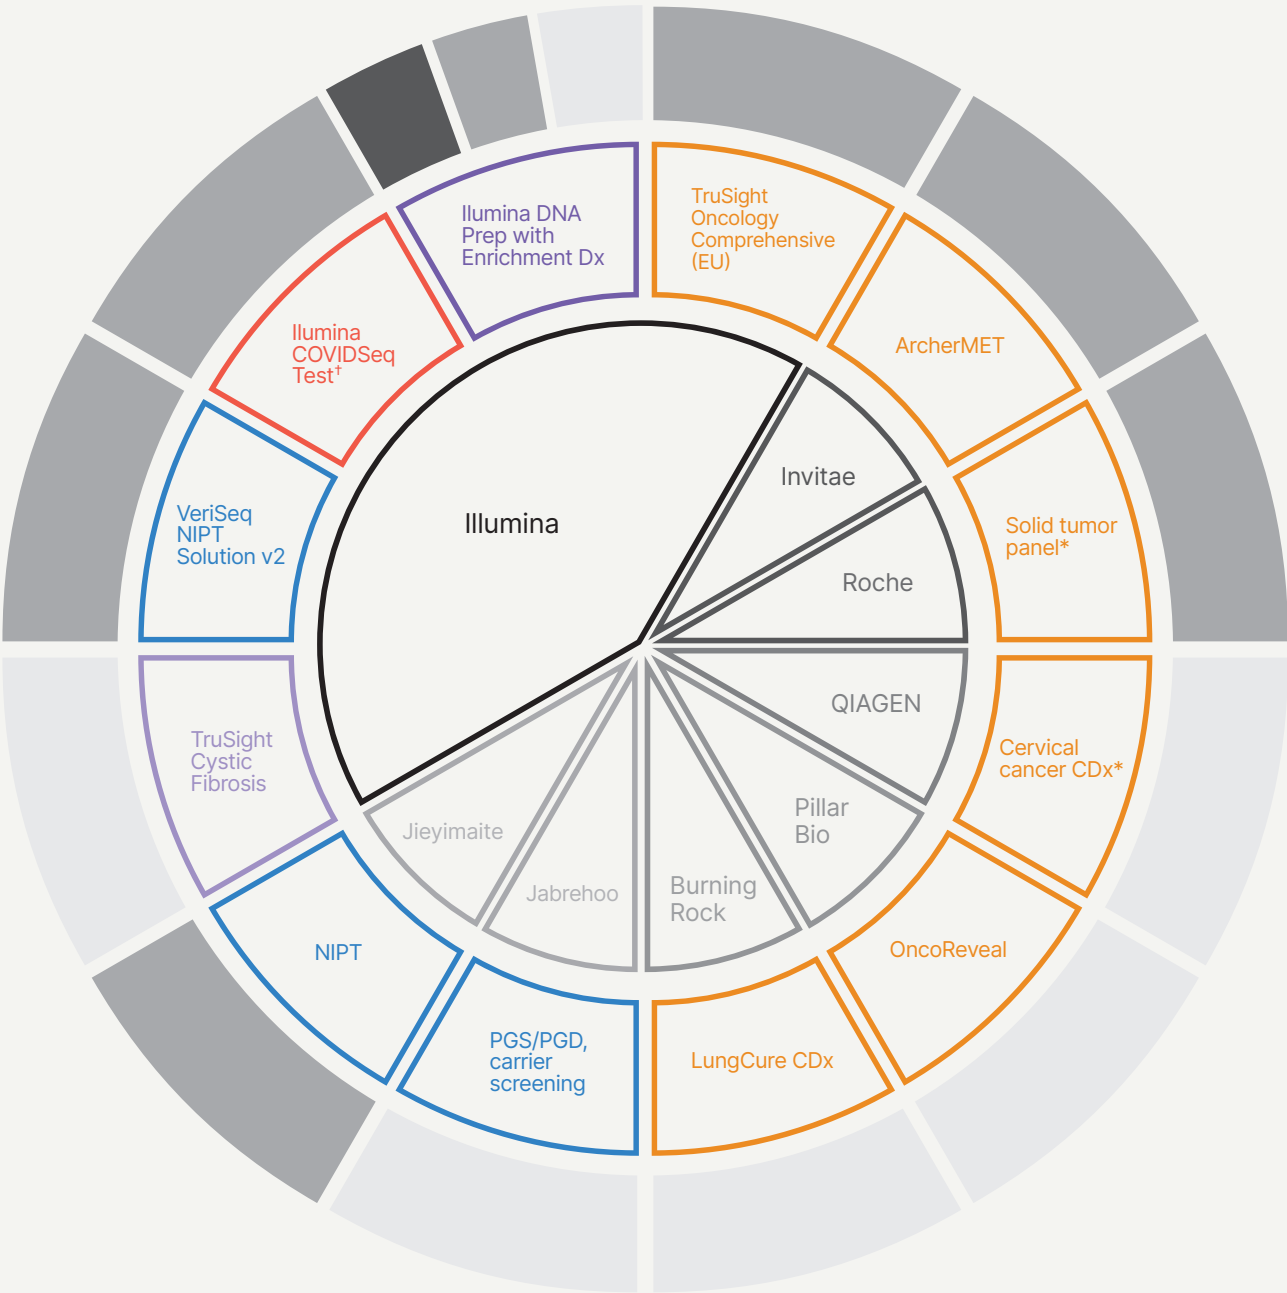 Ilumina DNA
Prep with
Enrichment Dx
TruSight
Oncology
Comprehensive
(EU)
ArcherMET
Solid tumor
panel*
Cervical
cancer CDx*
OncoReveal
LungCure CDx
PGS/PGD,
carrier
screening
NIPT
TruSight
Cystic
Fibrosis
VeriSeq
NIPT
Solution v2
Ilumina
COVIDSeq
Test†
Illumina
Invitae
Roche
QIAGEN
Pillar
Bio
Burning
Rock
Jabrehoo
Jieyimaite